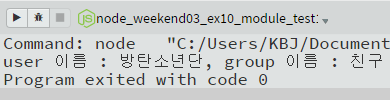 node_weekend03_ex10_module_test1
Command: node "C:/Users/KBJ/Document
user 이름 : 방탄소년단, group 이름 : 친구
Program exited with code 0